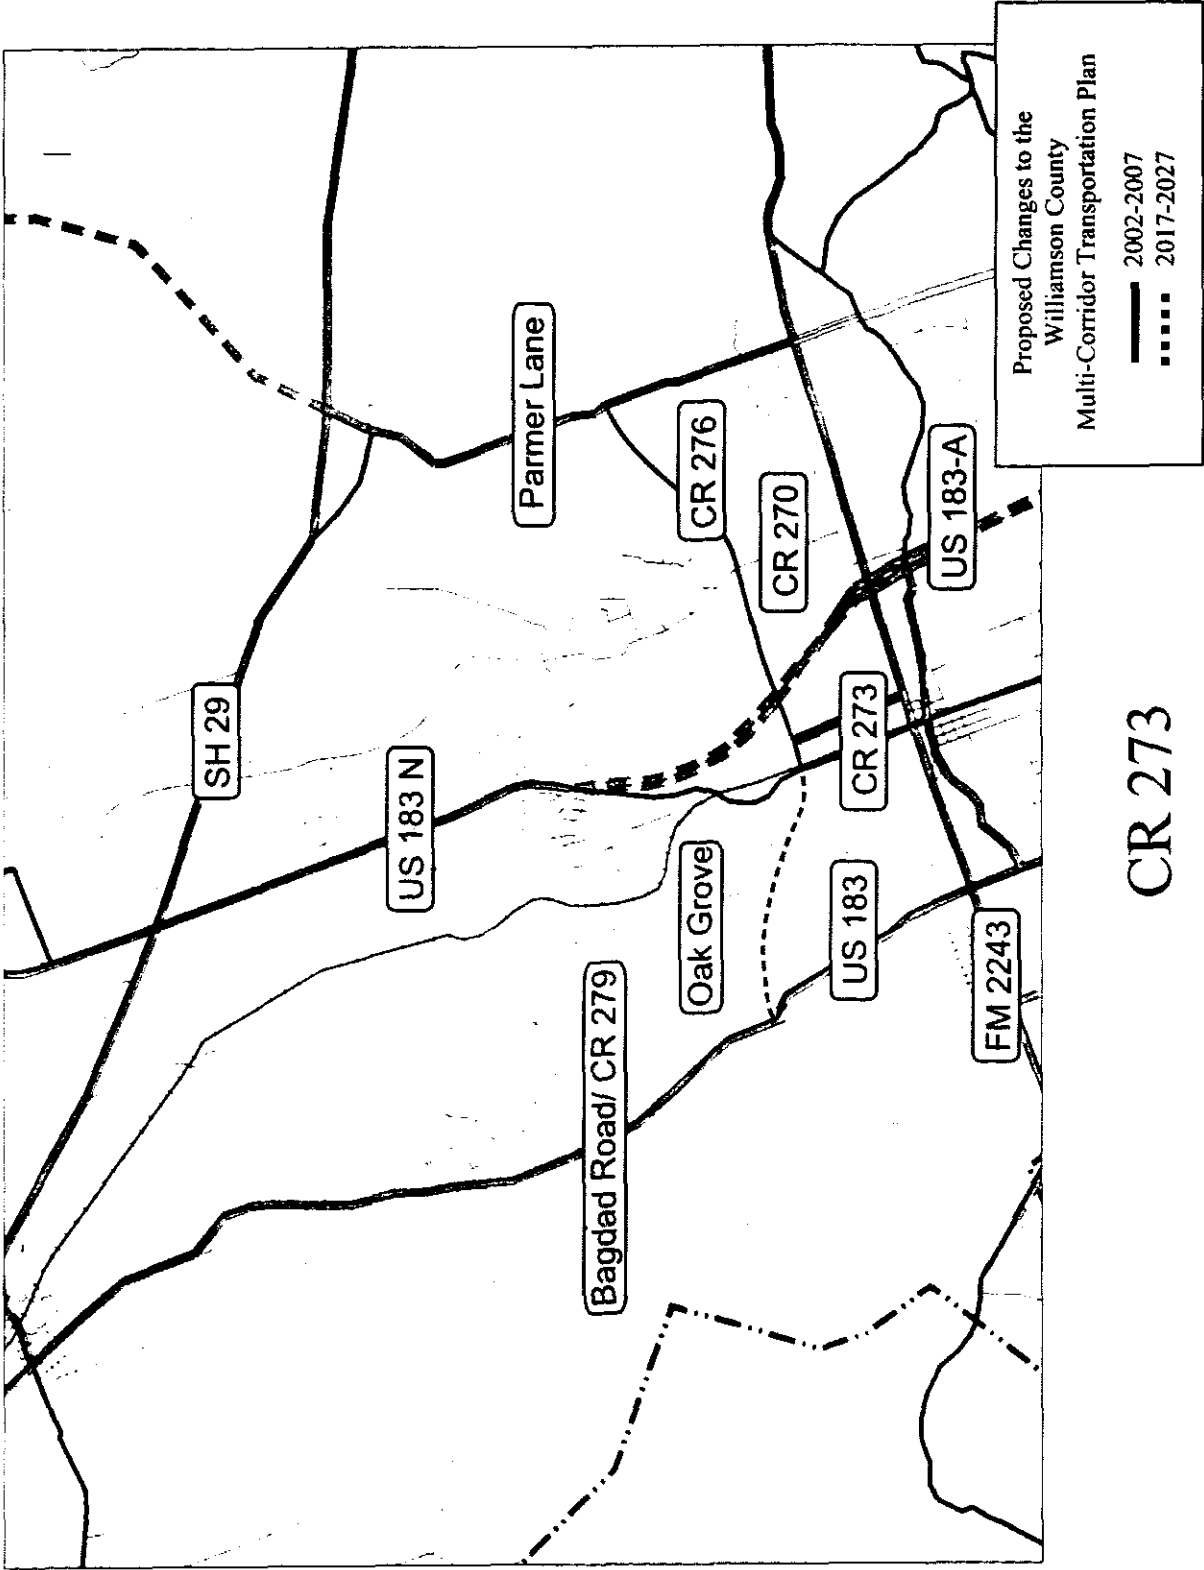 SH 29
US 183 N
Parmer Lane
CR 276
CR 270
Oak Grove
Bagdad Road/ CR 279
CR 273
US 183
US 183-A
FM 2243
Proposed Changes to the
Williamson County
Multi-Corridor Transportation Plan
2002-2007
2017-2027
CR 273